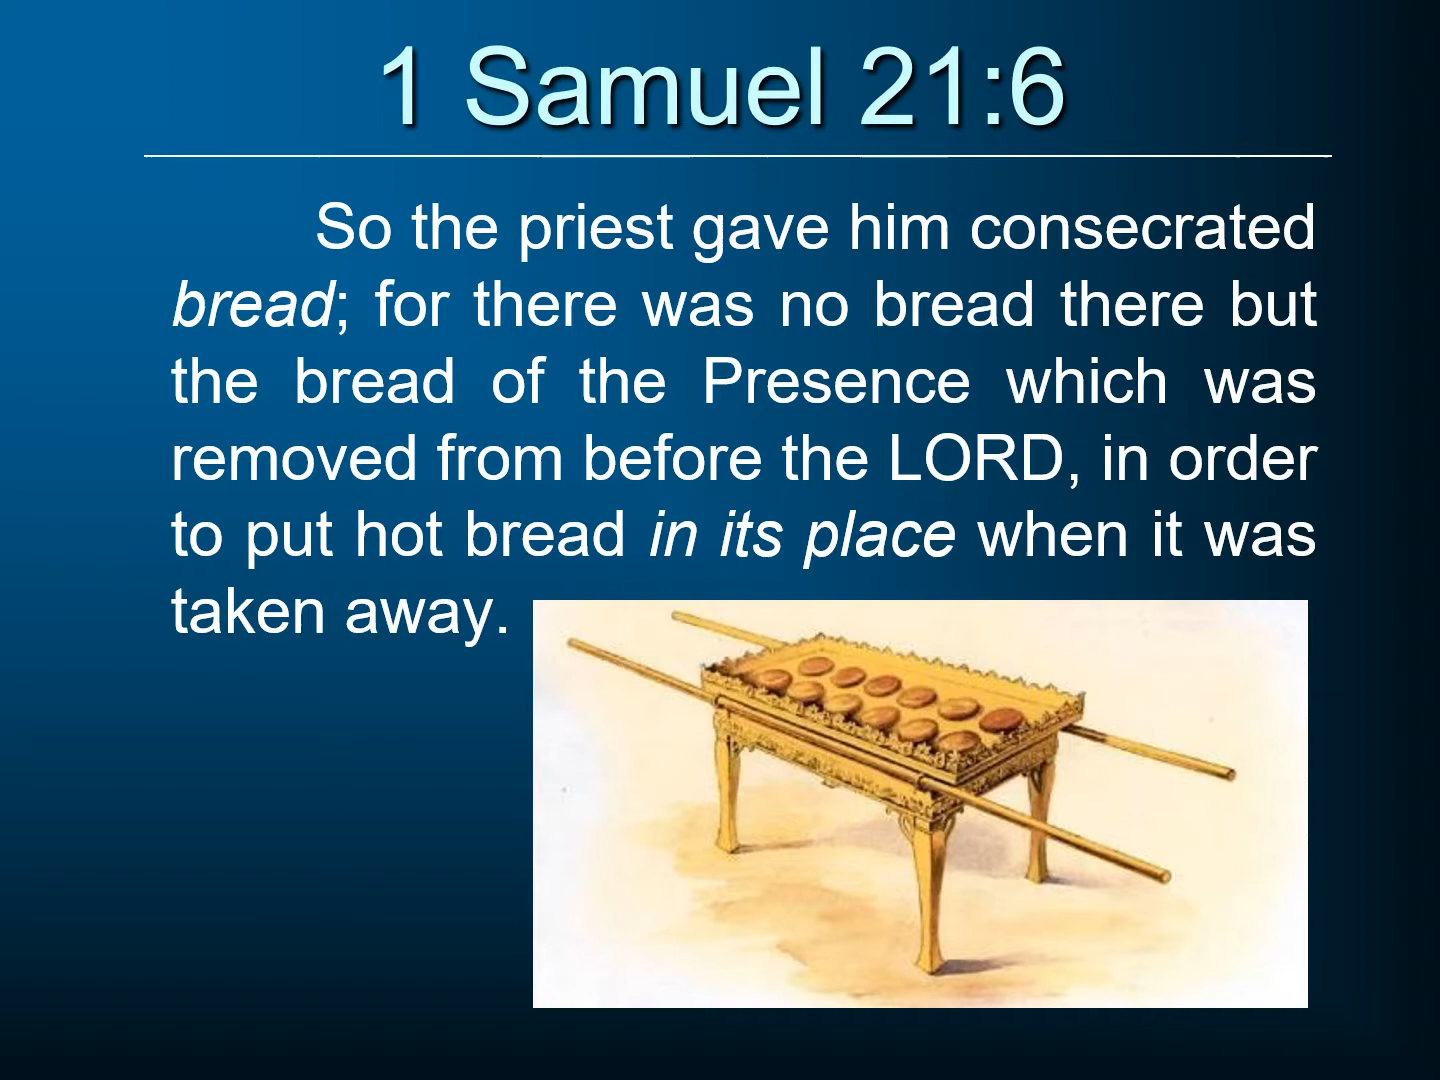 1 Samuel 21:6
So the priest gave him consecrated
bread; for there was no bread there but
the bread of the Presence which was
removed from before the LORD, in order
to put hot bread in its place when it was
taken away.